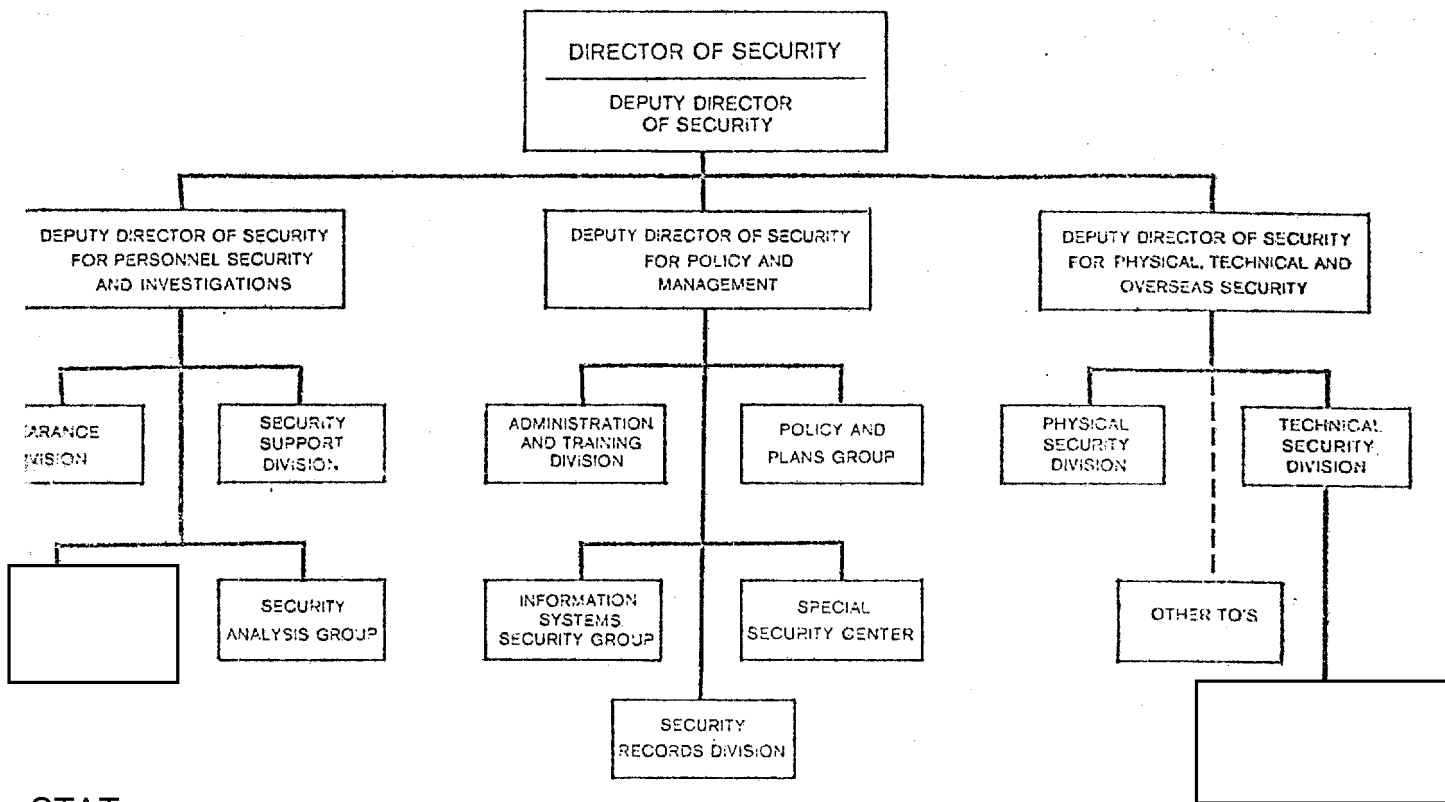 DIRECTOR OF SECURITY
DEPUTY DIRECTOR
OF SECURITY
DEPUTY DIRECTOR OF SECURITY
FOR PERSONNEL SECURITY
AND INVESTIGATIONS
DEPUTY DIRECTOR OF SECURITY
FOR POLICY AND
MANAGEMENT
DEPUTY DIRECTOR OF SECURITY
FOR PHYSICAL, TECHNICAL AND
OVERSEAS SECURITY
EARANCE
VISION
SECURITY
SUPPORT
DIVISION
ADMINISTRATION
AND TRAINING
DIVISION
POLICY AND
PLANS GROUP
PHYSICAL
SECURITY
DIVISION
TECHNICAL
SECURITY
DIVISION
SECURITY
ANALYSIS GROUP
INFORMATION
SYSTEMS
SECURITY GROUP
SPECIAL
SECURITY CENTER
OTHER TO'S
SECURITY
RECORDS DIVISION
STAT